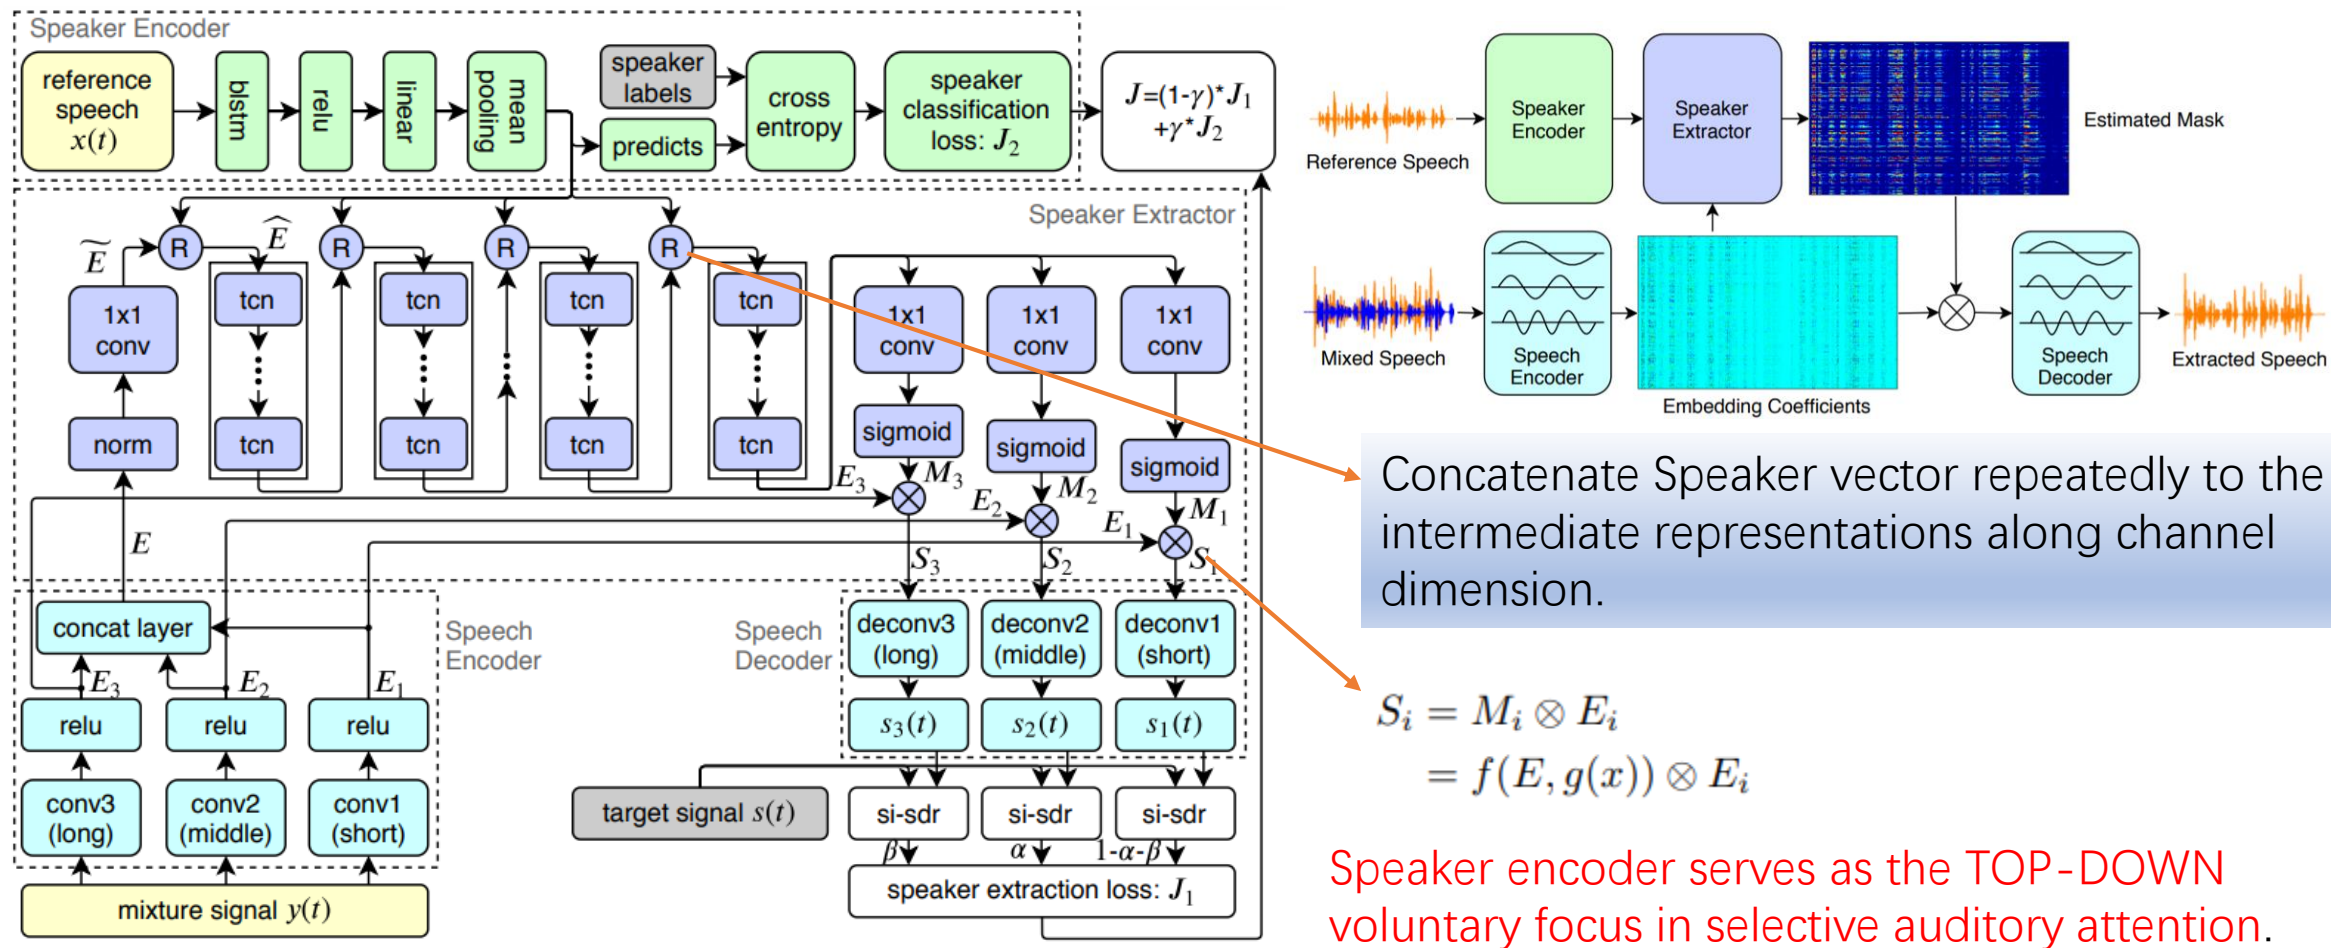 Speaker Encoder
reference
speech
x(t)
blstm
relu
linear
mean
pooling
speaker
labels
predicts
cross
entropy
speaker
classification
loss: J₂
J=(1-γ)*J₁
+γ*J₂
Speaker Extractor
R
R
R
R
Ẽ
Ê
1x1
conv
norm
E
tcn
tcn
tcn
tcn
tcn
tcn
tcn
tcn
1x1
conv
1x1
conv
1x1
conv
sigmoid
sigmoid
sigmoid
E₃
M₃
E₂
M₂
E₁
M₁
S₃
S₂
S₁
concat layer
Speech
Encoder
E₃
E₂
E₁
relu
relu
relu
conv3
(long)
conv2
(middle)
conv1
(short)
mixture signal y(t)
Speech
Decoder
deconv3
(long)
deconv2
(middle)
deconv1
(short)
s₃(t)
s₂(t)
s₁(t)
target signal s(t)
si-sdr
si-sdr
si-sdr
β
α
1-α-β
speaker extraction loss: J₁
Reference Speech
Speaker
Encoder
Speaker
Extractor
Estimated Mask
Mixed Speech
Speech
Encoder
Embedding Coefficients
Speech
Decoder
Extracted Speech
Concatenate Speaker vector repeatedly to the
intermediate representations along channel
dimension.
Sᵢ = Mᵢ ⊗ Eᵢ
= f(E, g(x)) ⊗ Eᵢ
Speaker encoder serves as the TOP-DOWN
voluntary focus in selective auditory attention.